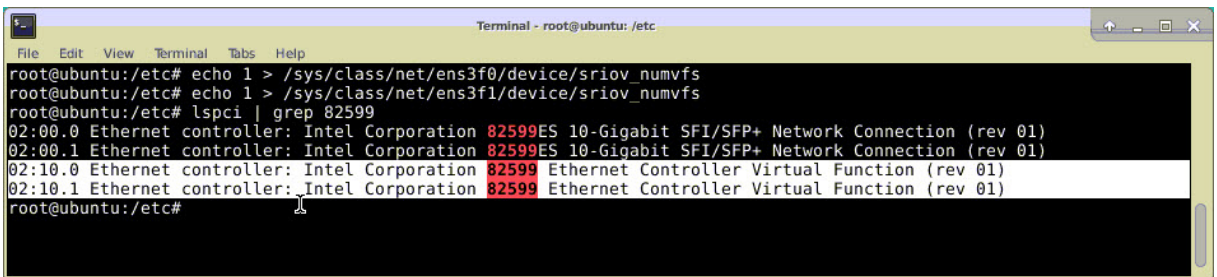 Terminal - root@ubuntu: /etc
File Edit View Terminal Tabs Help
root@ubuntu:/etc# echo 1 > /sys/class/net/ens3f0/device/sriov_numvfs
root@ubuntu:/etc# echo 1 > /sys/class/net/ens3f1/device/sriov_numvfs
root@ubuntu:/etc# lspci | grep 82599
02:00.0 Ethernet controller: Intel Corporation 82599ES 10-Gigabit SFI/SFP+ Network Connection (rev 01)
02:00.1 Ethernet controller: Intel Corporation 82599ES 10-Gigabit SFI/SFP+ Network Connection (rev 01)
02:10.0 Ethernet controller: Intel Corporation 82599 Ethernet Controller Virtual Function (rev 01)
02:10.1 Ethernet controller: Intel Corporation 82599 Ethernet Controller Virtual Function (rev 01)
root@ubuntu:/etc#